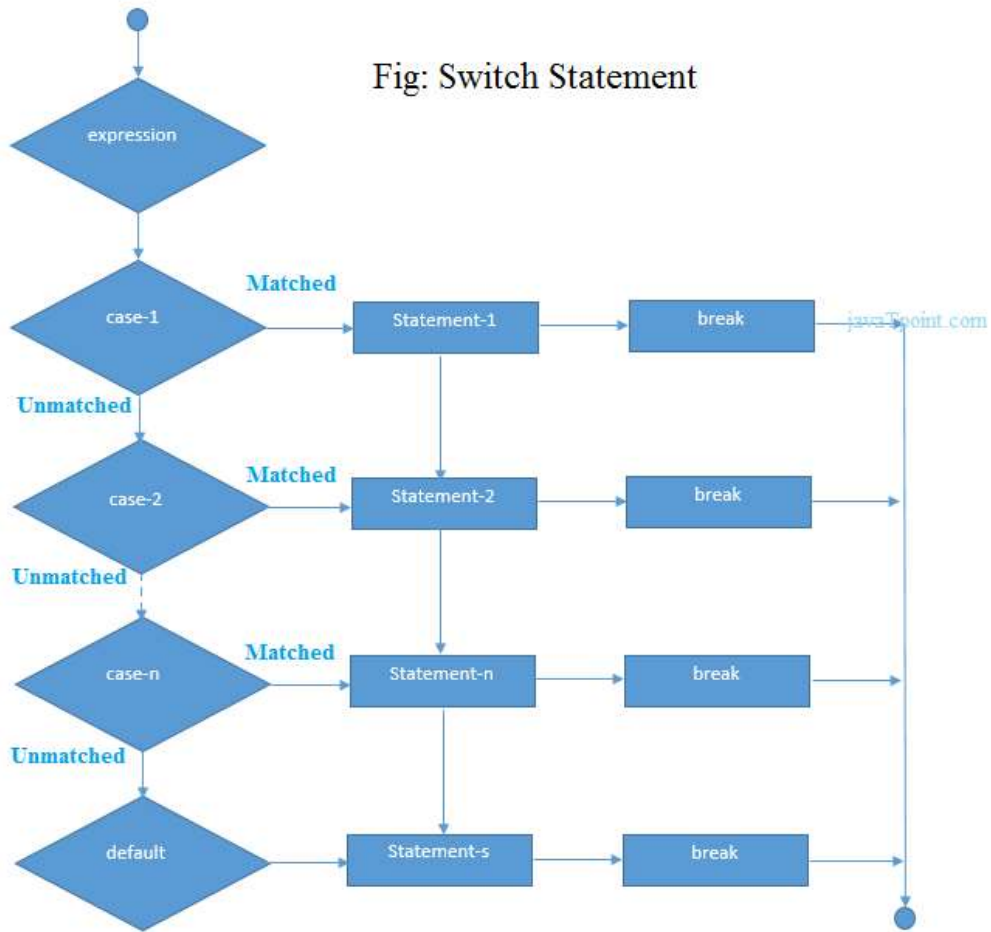 Fig: Switch Statement
expression
case-1
Matched
Statement-1
break
javaTpoint.com
Unmatched
case-2
Matched
Statement-2
break
Unmatched
case-n
Matched
Statement-n
break
Unmatched
default
Statement-s
break